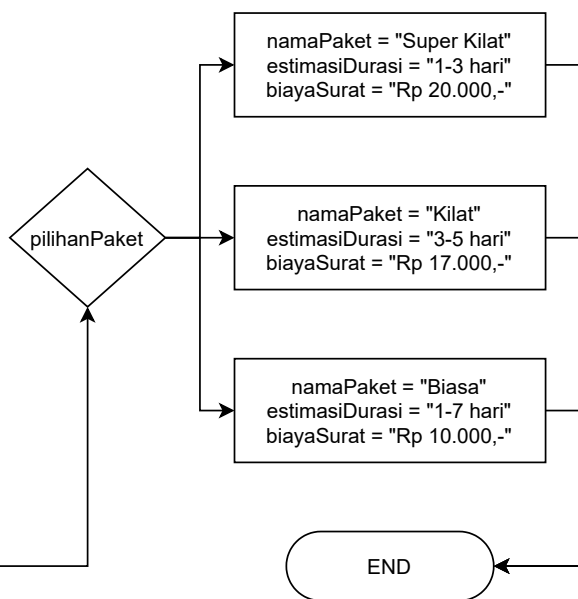 namaPaket = "Super Kilat"
estimasiDurasi = "1-3 hari"
biayaSurat = "Rp 20.000,-"
pilihanPaket
namaPaket = "Kilat"
estimasiDurasi = "3-5 hari"
biayaSurat = "Rp 17.000,-"
namaPaket = "Biasa"
estimasiDurasi = "1-7 hari"
biayaSurat = "Rp 10.000,-"
END